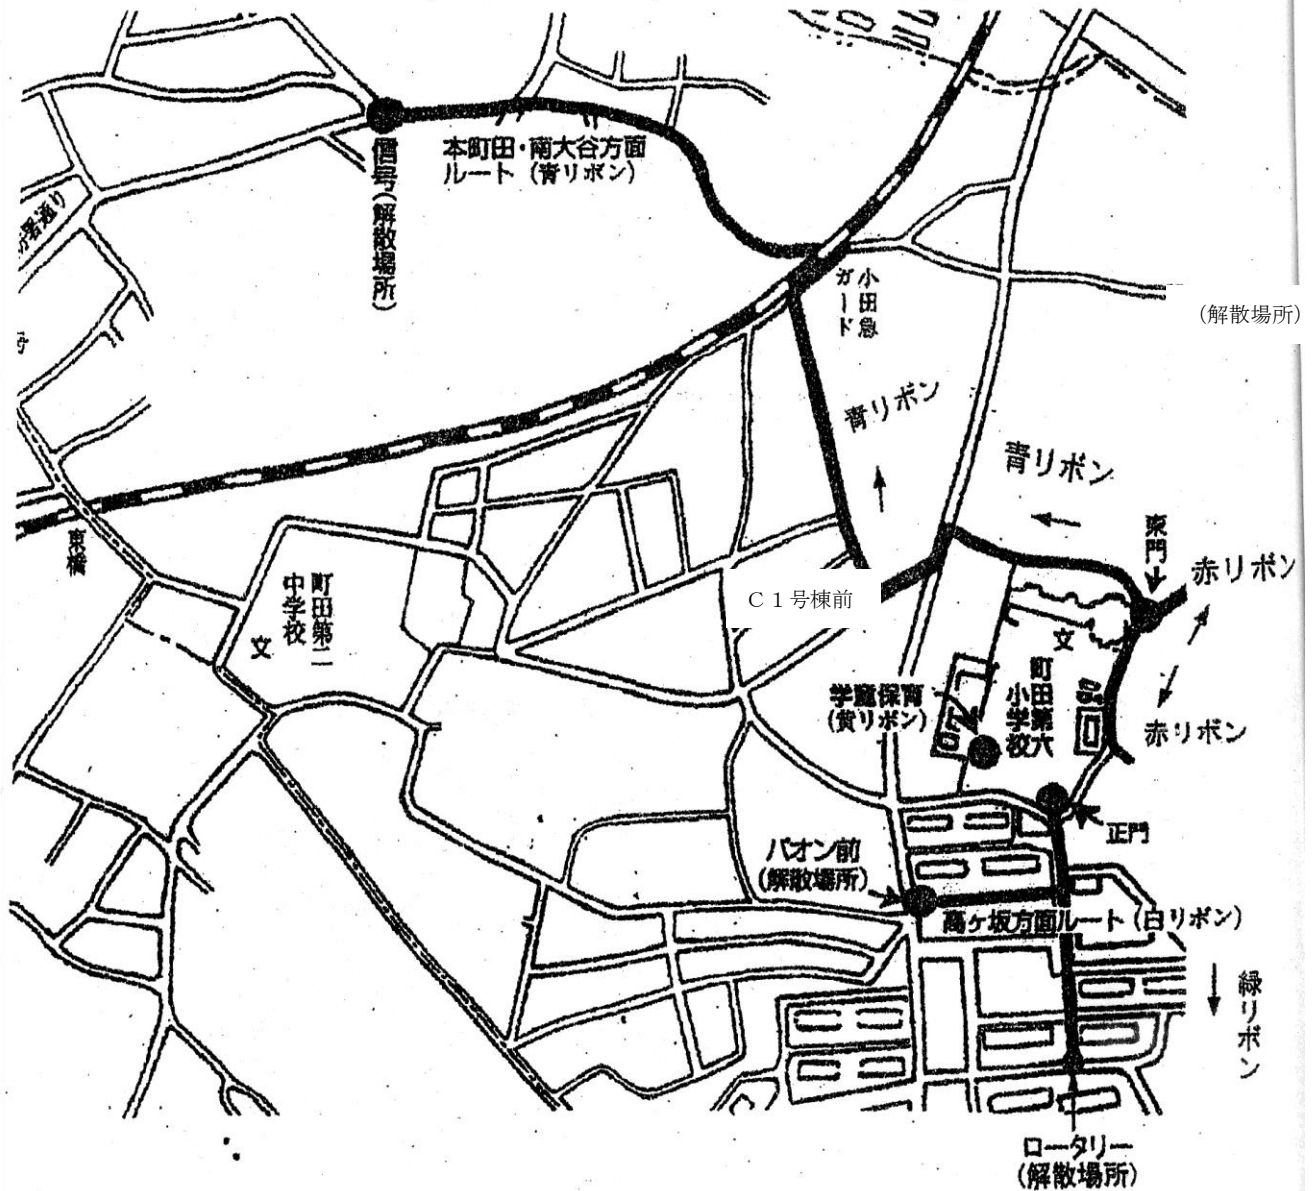 本町田・南大谷方面
ルート（青リボン）
信号（解散場所）
小田急
ガード
（解散場所）
青リボン
青リボン
東門
赤リボン
東橋
町田第二
中学校
文
Ｃ１号棟前
文
町田第六
小学校
学童保育
（黄リボン）
赤リボン
正門
パオン前
（解散場所）
高ヶ坂方面ルート（白リボン）
緑リボン
ロータリー
（解散場所）